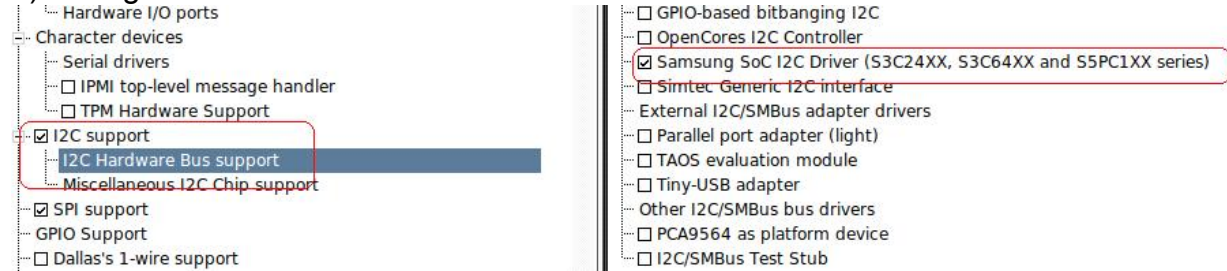 Hardware I/O ports
Character devices
Serial drivers
IPMI top-level message handler
TPM Hardware Support
I2C support
I2C Hardware Bus support
Miscellaneous I2C Chip support
SPI support
GPIO Support
Dallas's 1-wire support
GPIO-based bitbanging I2C
OpenCores I2C Controller
Samsung SoC I2C Driver (S3C24XX, S3C64XX and S5PC1XX series)
Simtec Generic I2C interface
External I2C/SMBus adapter drivers
Parallel port adapter (light)
TAOS evaluation module
Tiny-USB adapter
Other I2C/SMBus bus drivers
PCA9564 as platform device
I2C/SMBus Test Stub